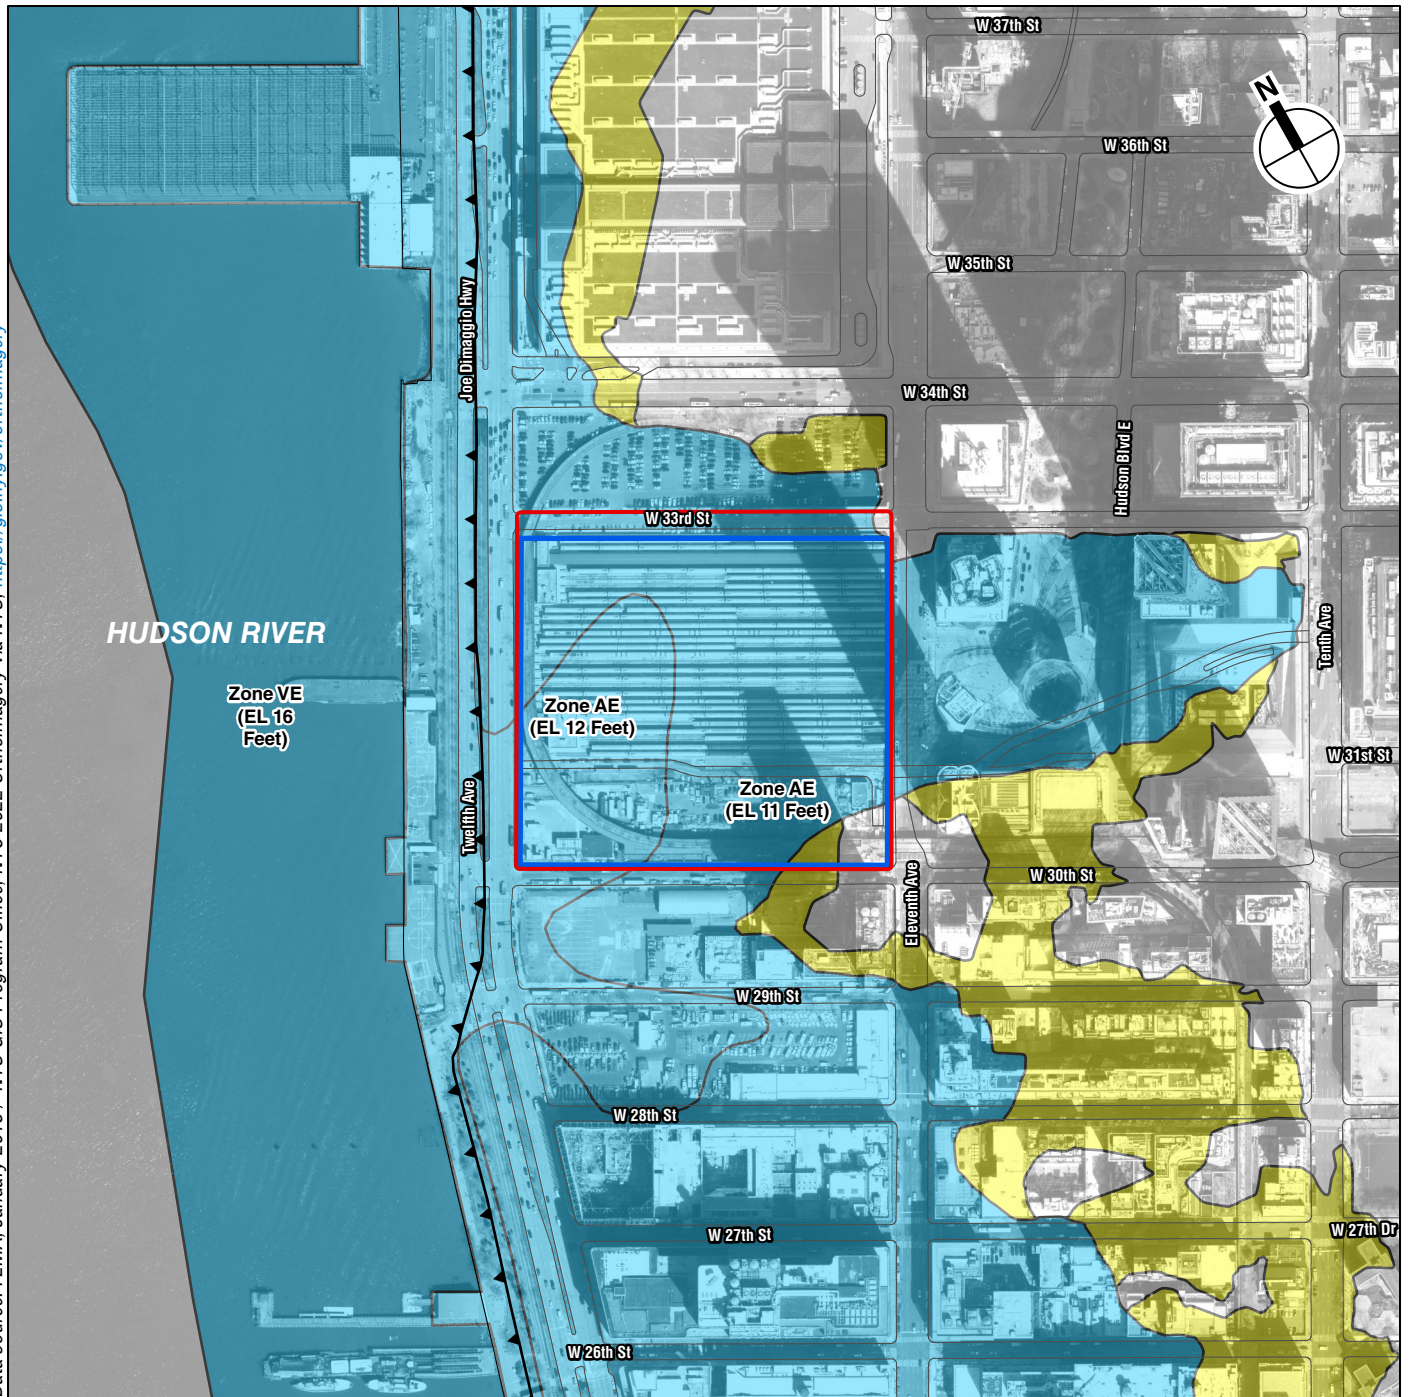 W 37th St
N
W 36th St
W 35th St
Joe Dimaggio Hwy
W 34th St
Hudson Blvd E
W 33rd St
HUDSON RIVER
Tenth Ave
Zone VE
(EL 16
Feet)
Zone AE
(EL 12 Feet)
W 31st St
Zone AE
(EL 11 Feet)
Twelfth Ave
W 30th St
Eleventh Ave
W 29th St
W 28th St
W 27th St
W 27th Dr
W 26th St